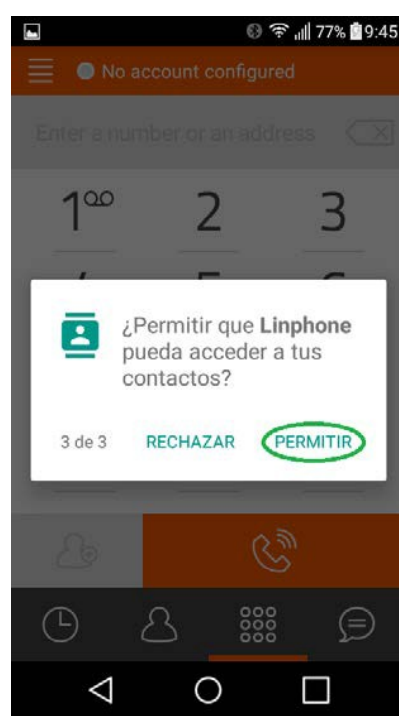 77% 9:45
No account configured
Enter a number or an address
1 2 3
¿Permitir que Linphone
pueda acceder a tus
contactos?
3 de 3 RECHAZAR PERMITIR